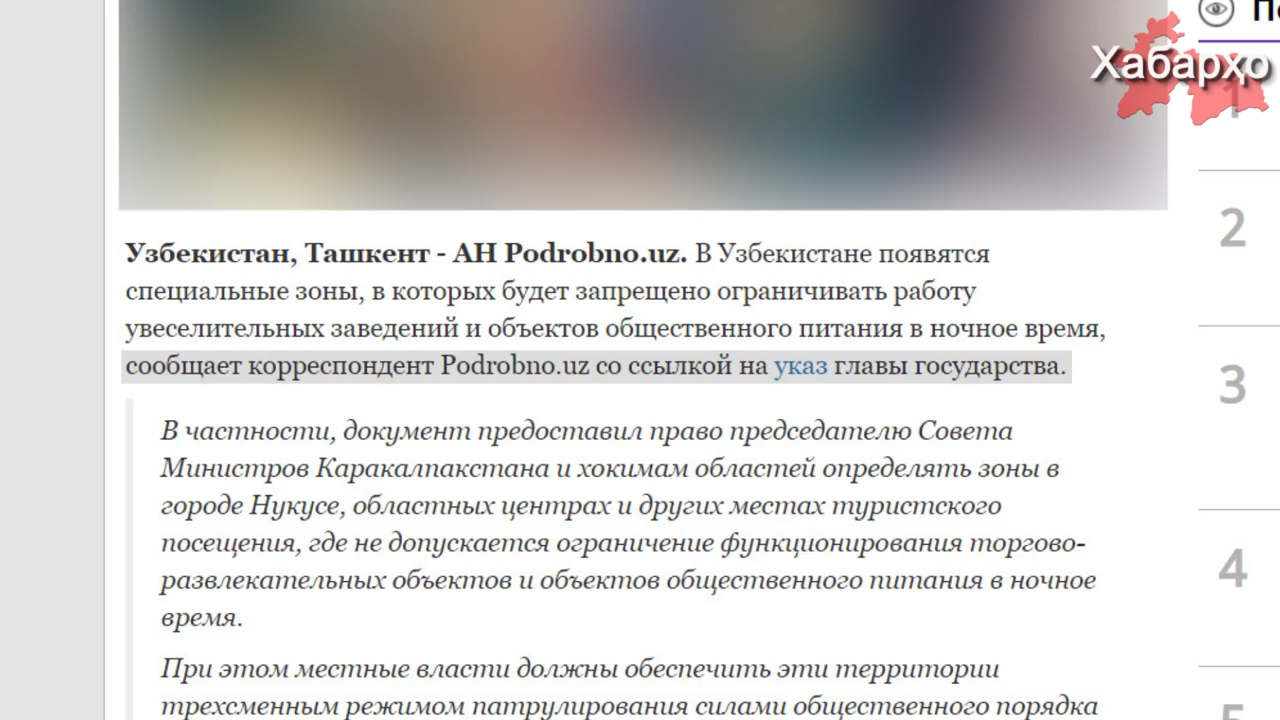 Хабарҳо
Узбекистан, Ташкент - АН Podrobno.uz. В Узбекистане появятся
специальные зоны, в которых будет запрещено ограничивать работу
увеселительных заведений и объектов общественного питания в ночное время,
сообщает корреспондент Podrobno.uz со ссылкой на указ главы государства.
В частности, документ предоставил право председателю Совета
Министров Каракалпакстана и хокимам областей определять зоны в
городе Нукусе, областных центрах и других местах туристского
посещения, где не допускается ограничение функционирования торгово-
развлекательных объектов и объектов общественного питания в ночное
время.
При этом местные власти должны обеспечить эти территории
трехсменным режимом патрулирования силами общественного порядка
1
2
3
4
5